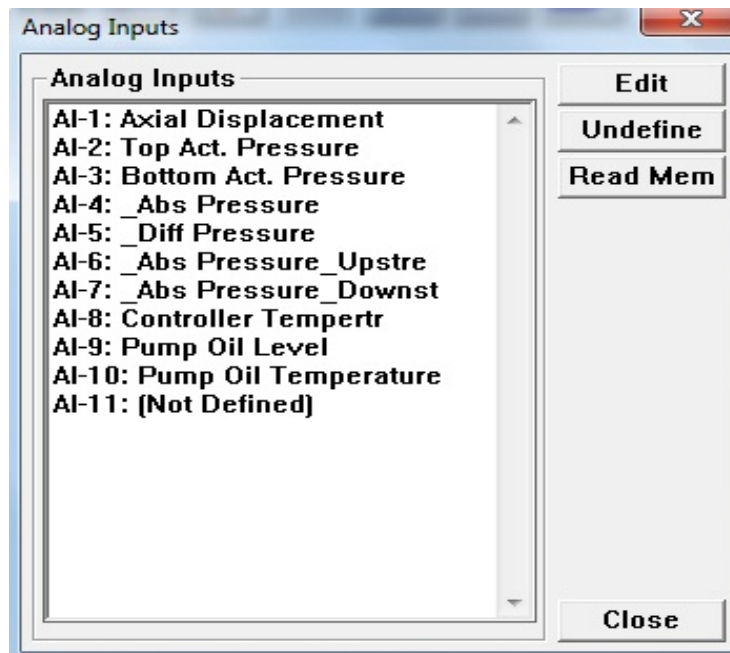 Analog Inputs
Analog Inputs
AI-1: Axial Displacement
AI-2: Top Act. Pressure
AI-3: Bottom Act. Pressure
AI-4: _Abs Pressure
AI-5: _Diff Pressure
AI-6: _Abs Pressure_Upstre
AI-7: _Abs Pressure_Downst
AI-8: Controller Tempertr
AI-9: Pump Oil Level
AI-10: Pump Oil Temperature
AI-11: (Not Defined)
Edit
Undefine
Read Mem
Close